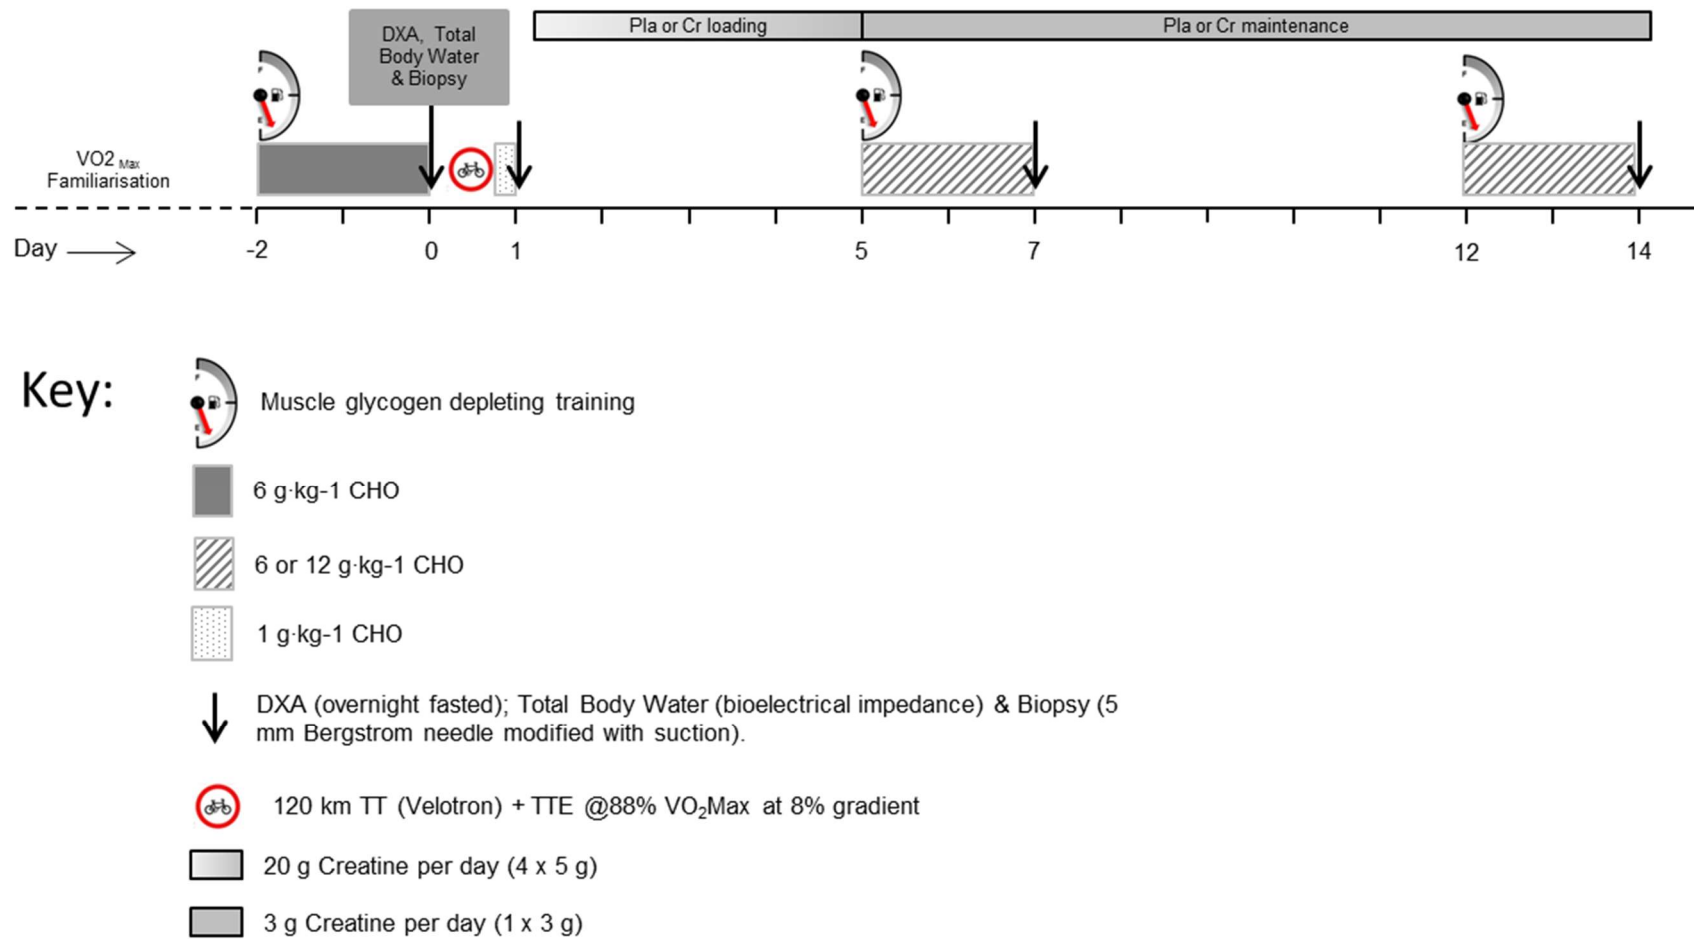 DXA, Total
Body Water
& Biopsy
Pla or Cr loading
Pla or Cr maintenance
VO2 Max
Familiarisation
Day
-2
0
1
5
7
12
14
Key:
Muscle glycogen depleting training
6 g·kg-1 CHO
6 or 12 g·kg-1 CHO
1 g·kg-1 CHO
DXA (overnight fasted); Total Body Water (bioelectrical impedance) & Biopsy (5
mm Bergstrom needle modified with suction).
120 km TT (Velotron) + TTE @88% VO₂Max at 8% gradient
20 g Creatine per day (4 x 5 g)
3 g Creatine per day (1 x 3 g)